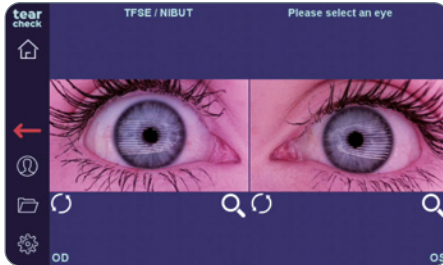 tear
check
TFSE / NIBUT
Please select an eye
OD
OS